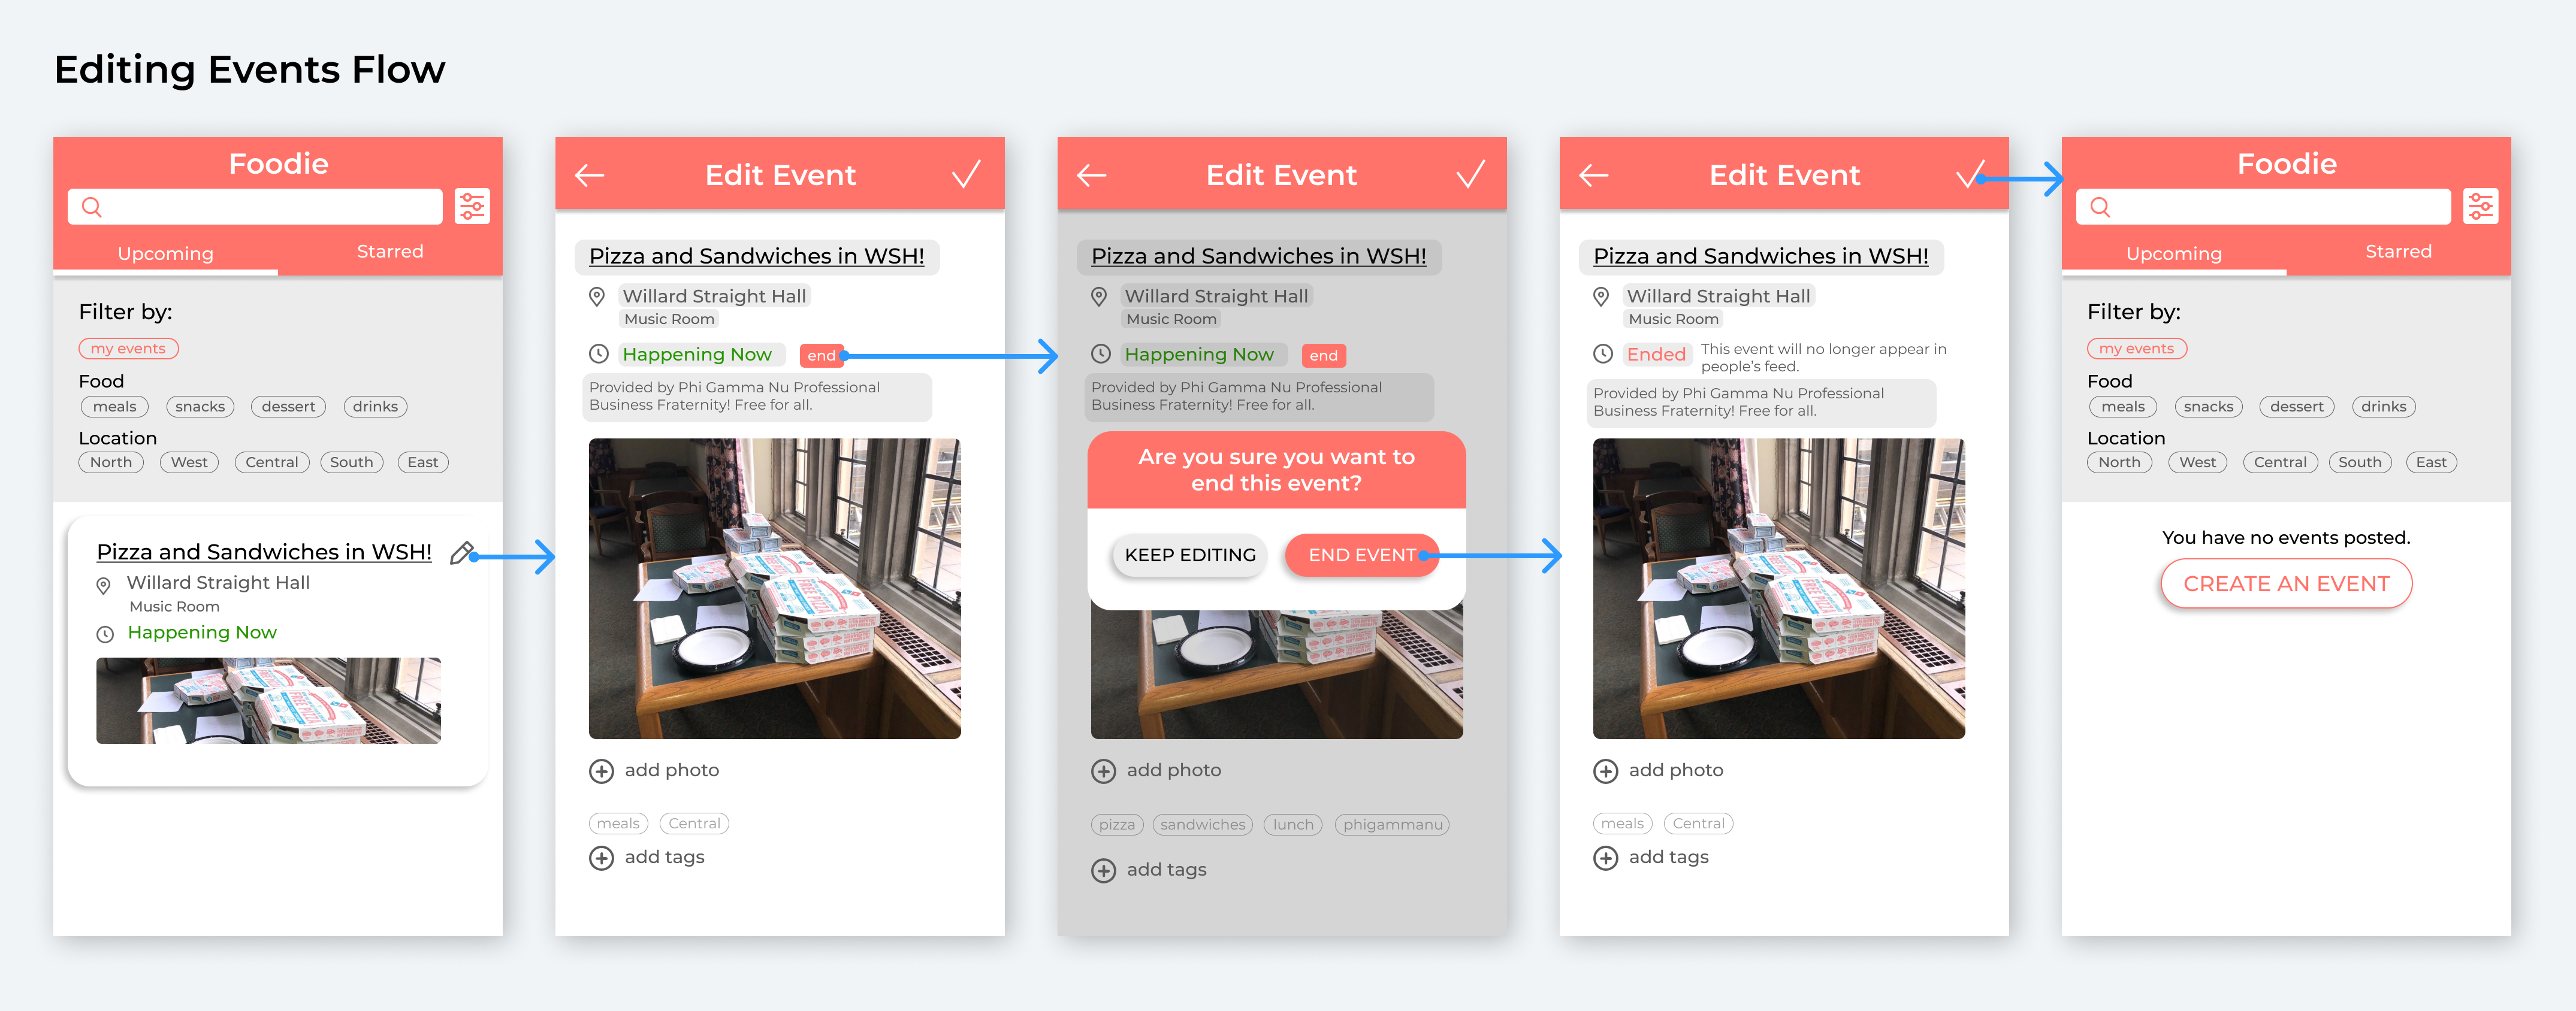 Editing Events Flow
Foodie
Upcoming
Starred
Filter by:
my events
Food
meals snacks dessert drinks
Location
North West Central South East
Pizza and Sandwiches in WSH!
Willard Straight Hall
Music Room
Happening Now
Edit Event
Pizza and Sandwiches in WSH!
Willard Straight Hall
Music Room
Happening Now end
Provided by Phi Gamma Nu Professional
Business Fraternity! Free for all.
FREE PIZZA
add photo
meals Central
add tags
Edit Event
Pizza and Sandwiches in WSH!
Willard Straight Hall
Music Room
Happening Now end
Provided by Phi Gamma Nu Professional
Business Fraternity! Free for all.
Are you sure you want to
end this event?
KEEP EDITING END EVENT
add photo
pizza sandwiches lunch phigammanu
add tags
Edit Event
Pizza and Sandwiches in WSH!
Willard Straight Hall
Music Room
Ended This event will no longer appear in
people's feed.
Provided by Phi Gamma Nu Professional
Business Fraternity! Free for all.
FREE PIZZA
add photo
meals Central
add tags
Foodie
Upcoming
Starred
Filter by:
my events
Food
meals snacks dessert drinks
Location
North West Central South East
You have no events posted.
CREATE AN EVENT